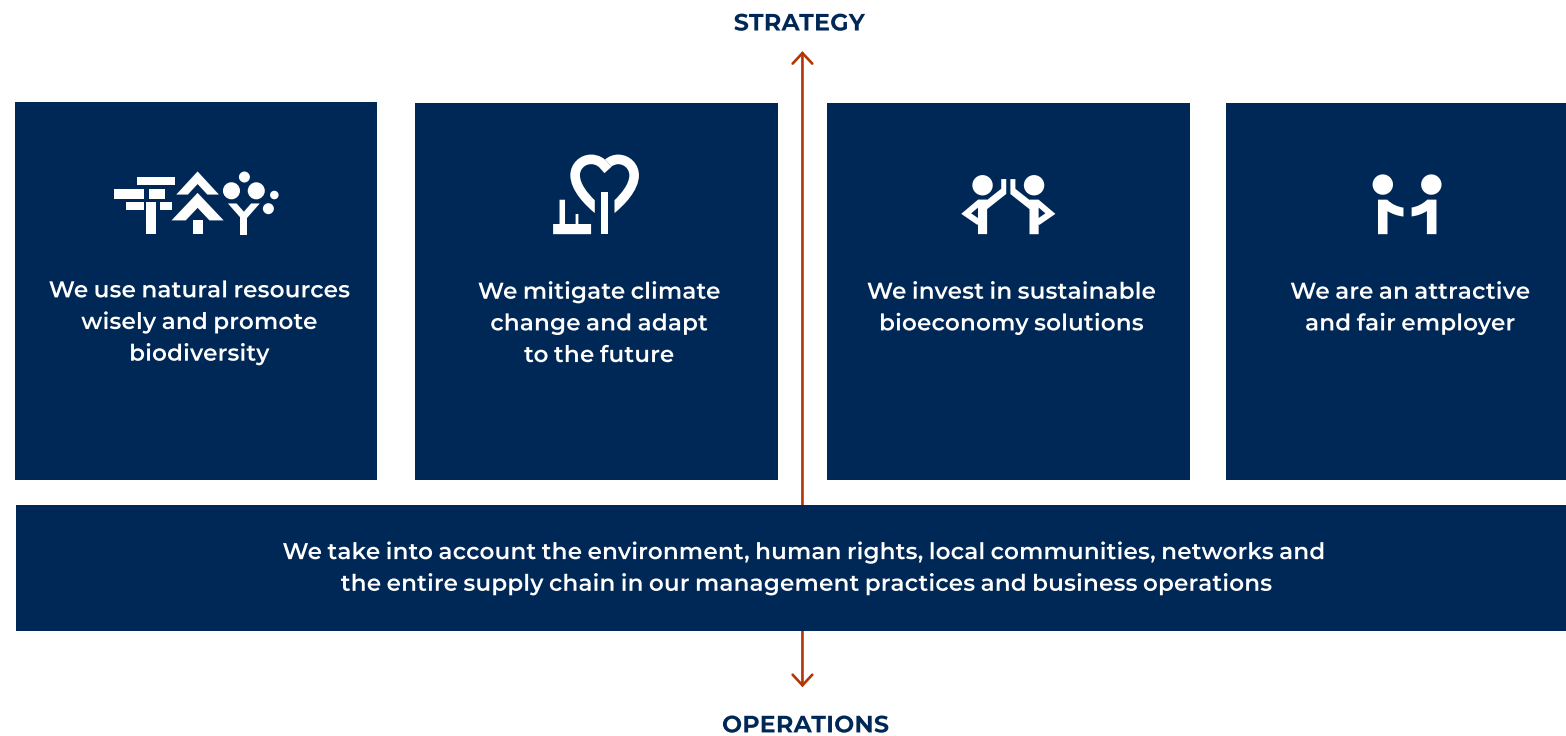 STRATEGY
We use natural resources
wisely and promote
biodiversity
We mitigate climate
change and adapt
to the future
We invest in sustainable
bioeconomy solutions
We are an attractive
and fair employer
We take into account the environment, human rights, local communities, networks and
the entire supply chain in our management practices and business operations
OPERATIONS